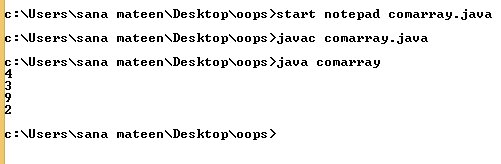 c:\Users\sana mateen\Desktop\oops>start notepad comarray.java
c:\Users\sana mateen\Desktop\oops>javac comarray.java
c:\Users\sana mateen\Desktop\oops>java comarray
4
3
9
2
c:\Users\sana mateen\Desktop\oops>